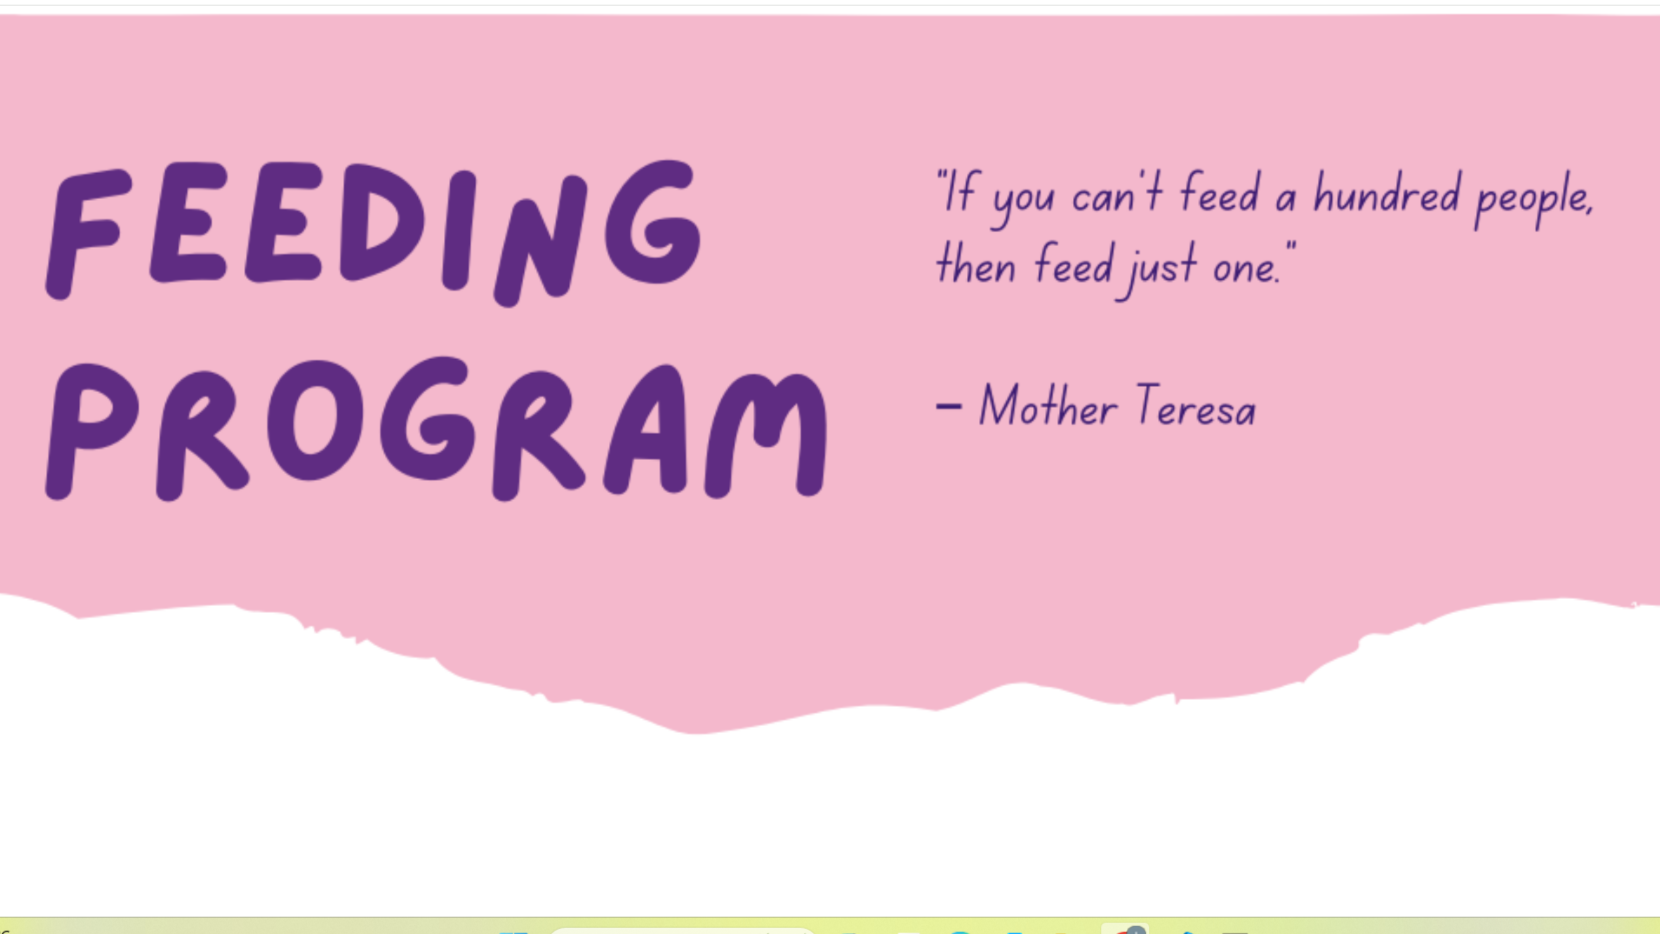 FEEDING
PROGRAM
"If you can't feed a hundred people,
then feed just one."
– Mother Teresa